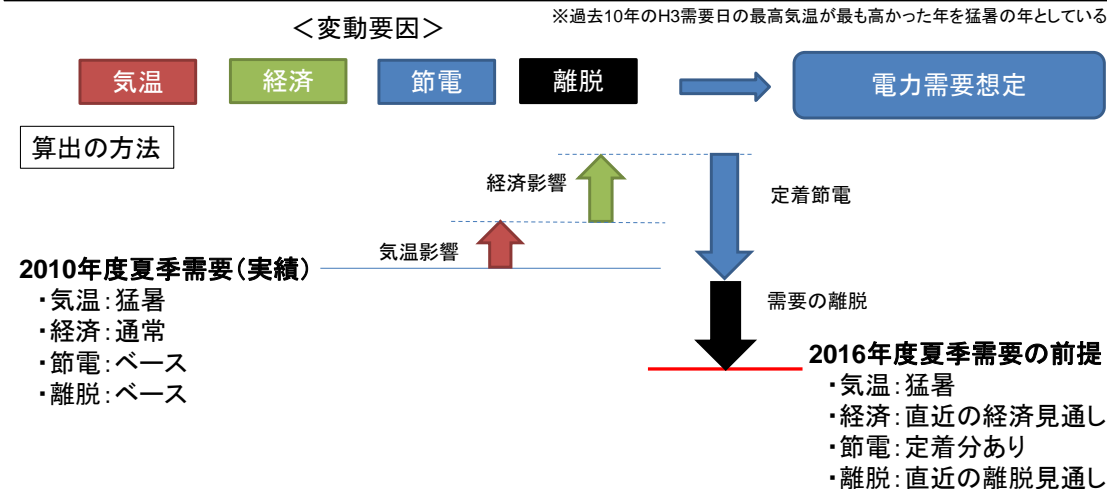 ※過去10年のH3需要日の最高気温が最も高かった年を猛暑の年としている
＜変動要因＞
気温
経済
節電
離脱
電力需要想定
算出の方法
経済影響
定着節電
気温影響
2010年度夏季需要（実績）
・気温：猛暑
・経済：通常
・節電：ベース
・離脱：ベース
需要の離脱
2016年度夏季需要の前提
・気温：猛暑
・経済：直近の経済見通し
・節電：定着分あり
・離脱：直近の離脱見通し